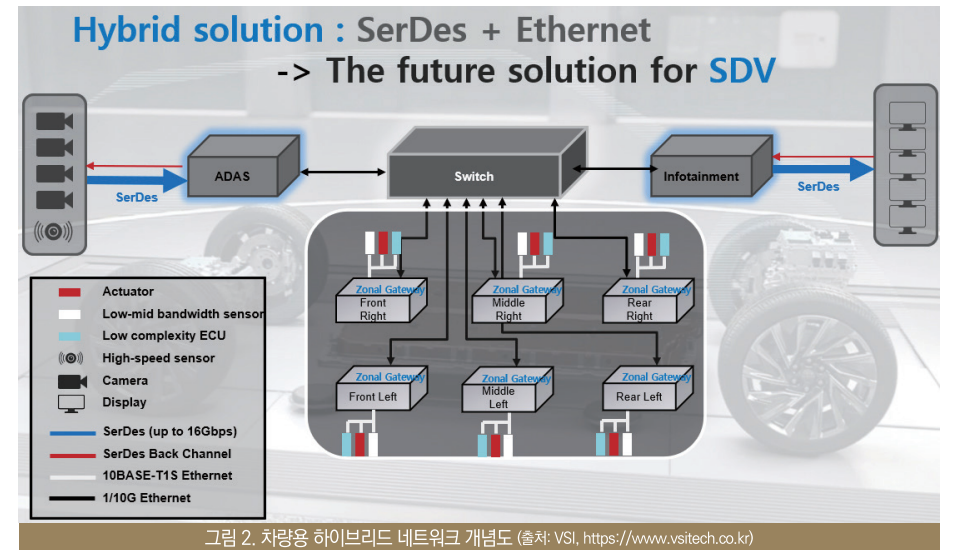 Hybrid solution : SerDes + Ethernet
-> The future solution for SDV
SerDes
ADAS
Switch
Infotainment
SerDes
Zonal Gateway
Front
Right
Zonal Gateway
Middle
Right
Zonal Gateway
Rear
Right
Zonal Gateway
Front Left
Zonal Gateway
Middle
Left
Zonal Gateway
Rear Left
Actuator
Low-mid bandwidth sensor
Low complexity ECU
High-speed sensor
Camera
Display
SerDes (up to 16Gbps)
SerDes Back Channel
10BASE-T1S Ethernet
1/10G Ethernet
그림 2. 차량용 하이브리드 네트워크 개념도 (출처: VSI, https://www.vsitech.co.kr)